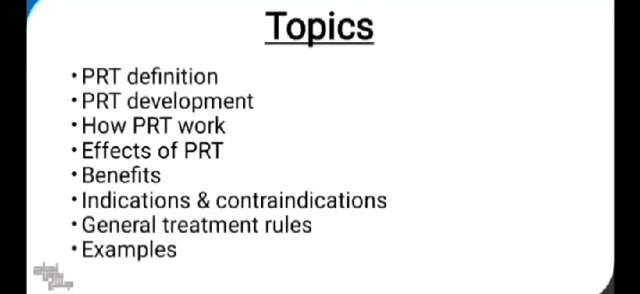 Topics
• PRT definition
• PRT development
• How PRT work
• Effects of PRT
• Benefits
• Indications & contraindications
• General treatment rules
• Examples